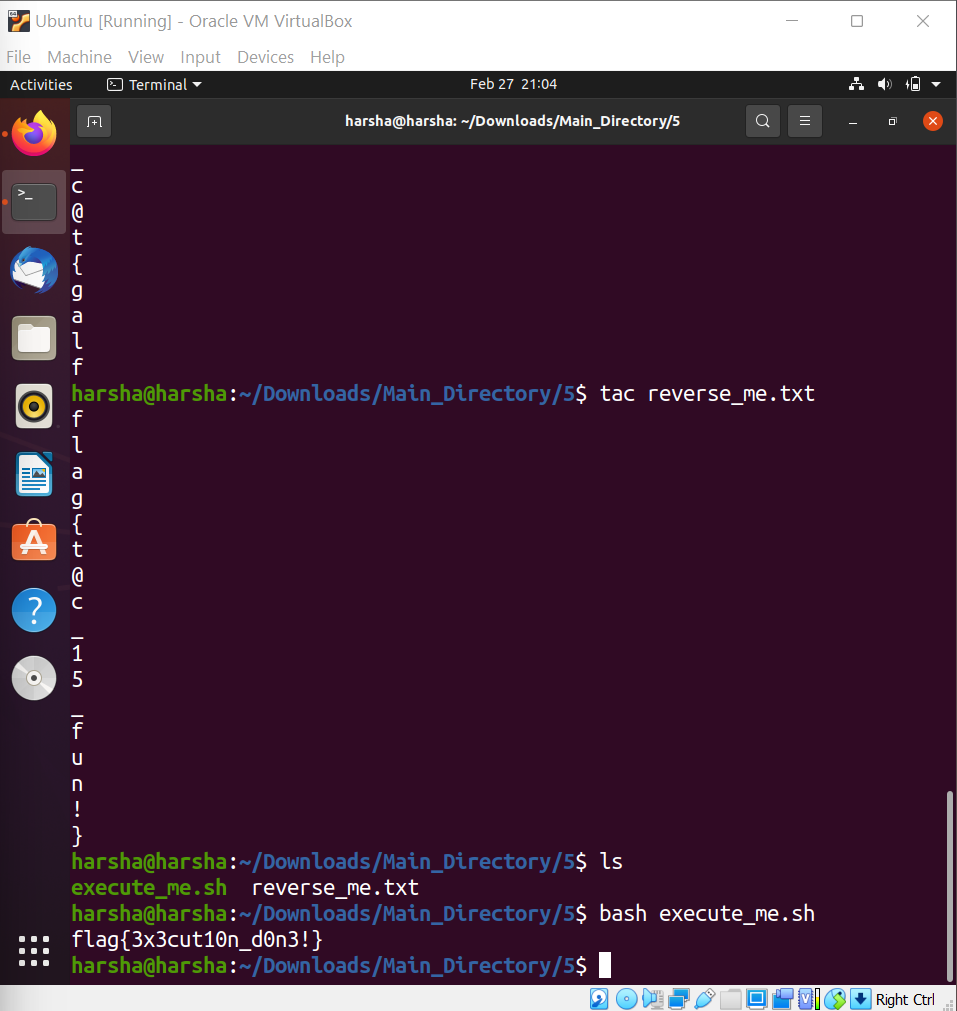 Ubuntu [Running] - Oracle VM VirtualBox
File Machine View Input Devices Help
Activities Terminal Feb 27 21:04
harsha@harsha: ~/Downloads/Main_Directory/5
_
c
@
t
{
g
a
l
f
harsha@harsha:~/Downloads/Main_Directory/5$ tac reverse_me.txt
f
l
a
g
{
t
@
c
_
1
5
_
f
u
n
!
}
harsha@harsha:~/Downloads/Main_Directory/5$ ls
execute_me.sh reverse_me.txt
harsha@harsha:~/Downloads/Main_Directory/5$ bash execute_me.sh
flag{3x3cut10n_d0n3!}
harsha@harsha:~/Downloads/Main_Directory/5$
Right Ctrl